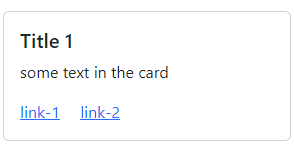 Title 1
some text in the card
link-1 link-2